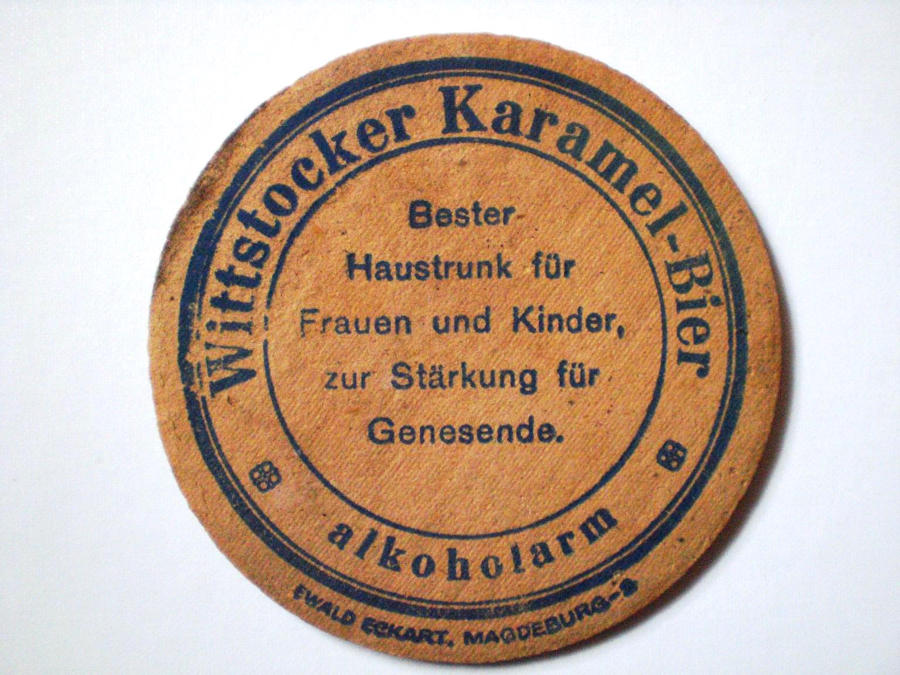 Wittstocker Karamel-Bier
Bester
Haustrunk für
Frauen und Kinder,
zur Stärkung für
Genesende.
alkoholarm
EWALD ECKART, MAGDEBURG-S